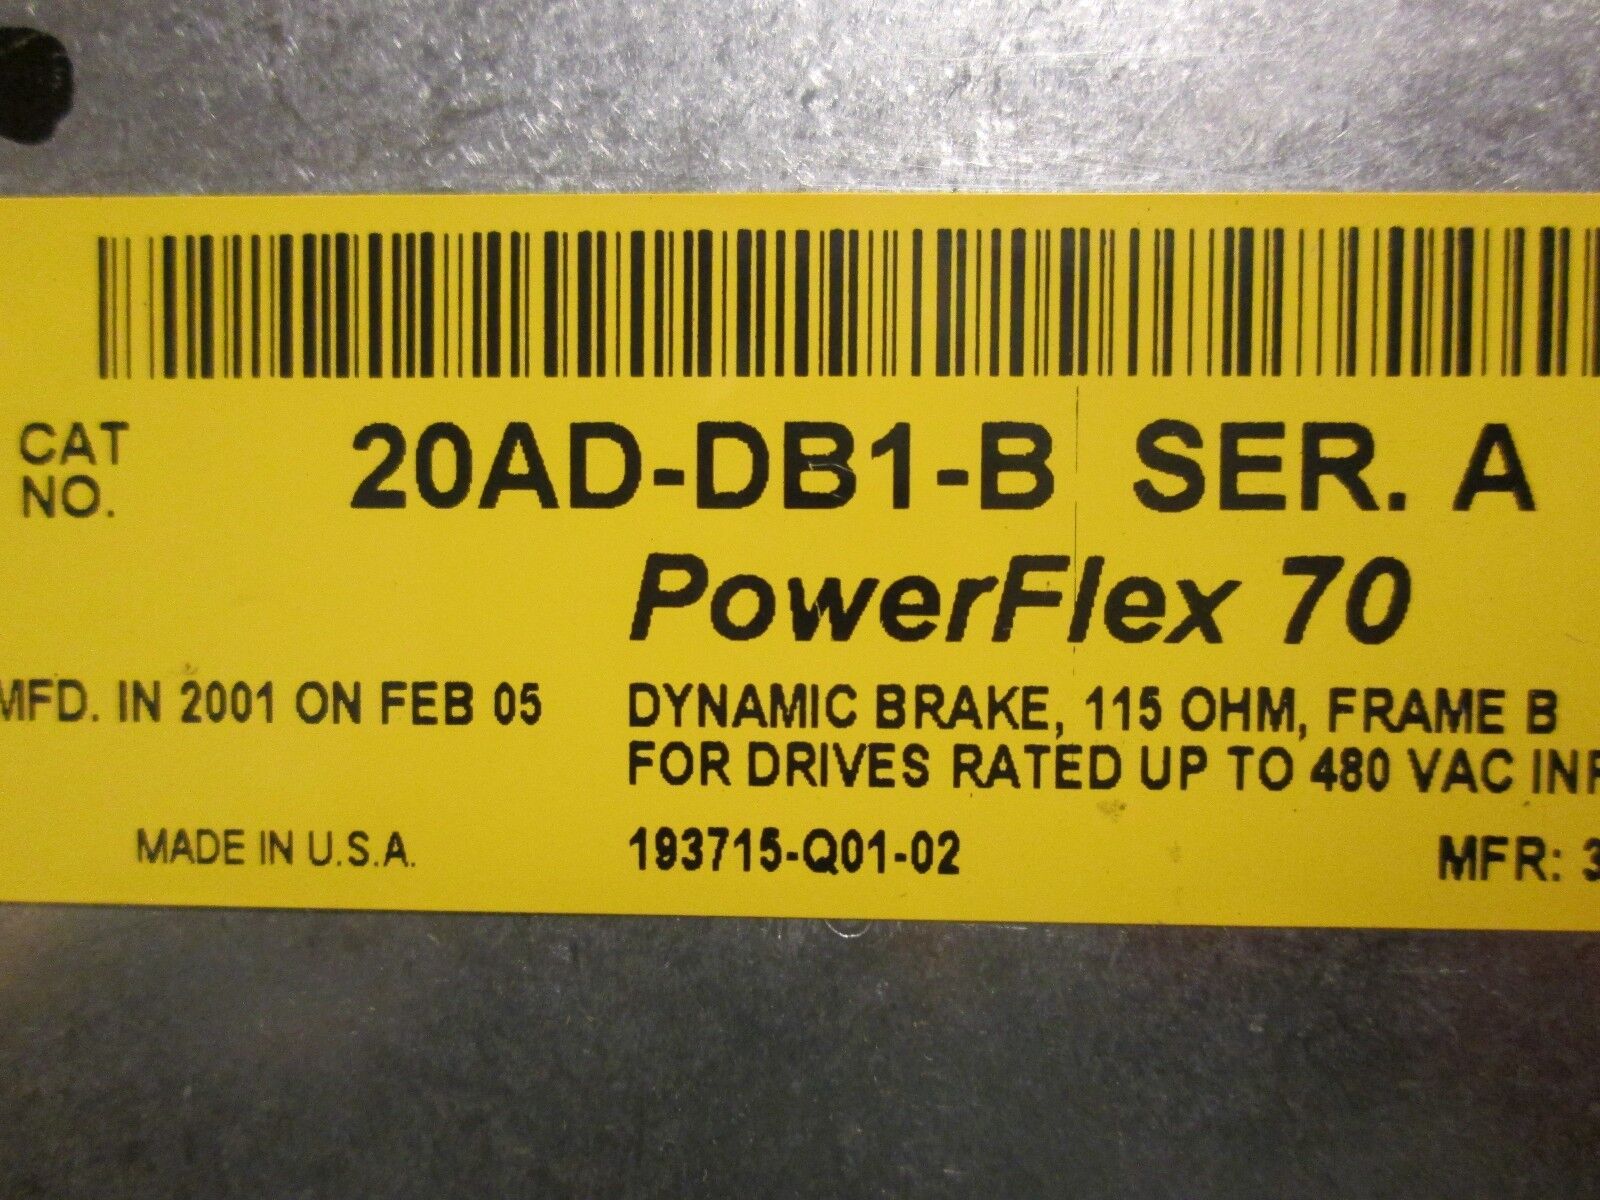 CAT NO. 20AD-DB1-B SER. A
PowerFlex 70
MFD. IN 2001 ON FEB 05
DYNAMIC BRAKE, 115 OHM, FRAME B
FOR DRIVES RATED UP TO 480 VAC
MADE IN U.S.A.
193715-Q01-02
MFR: